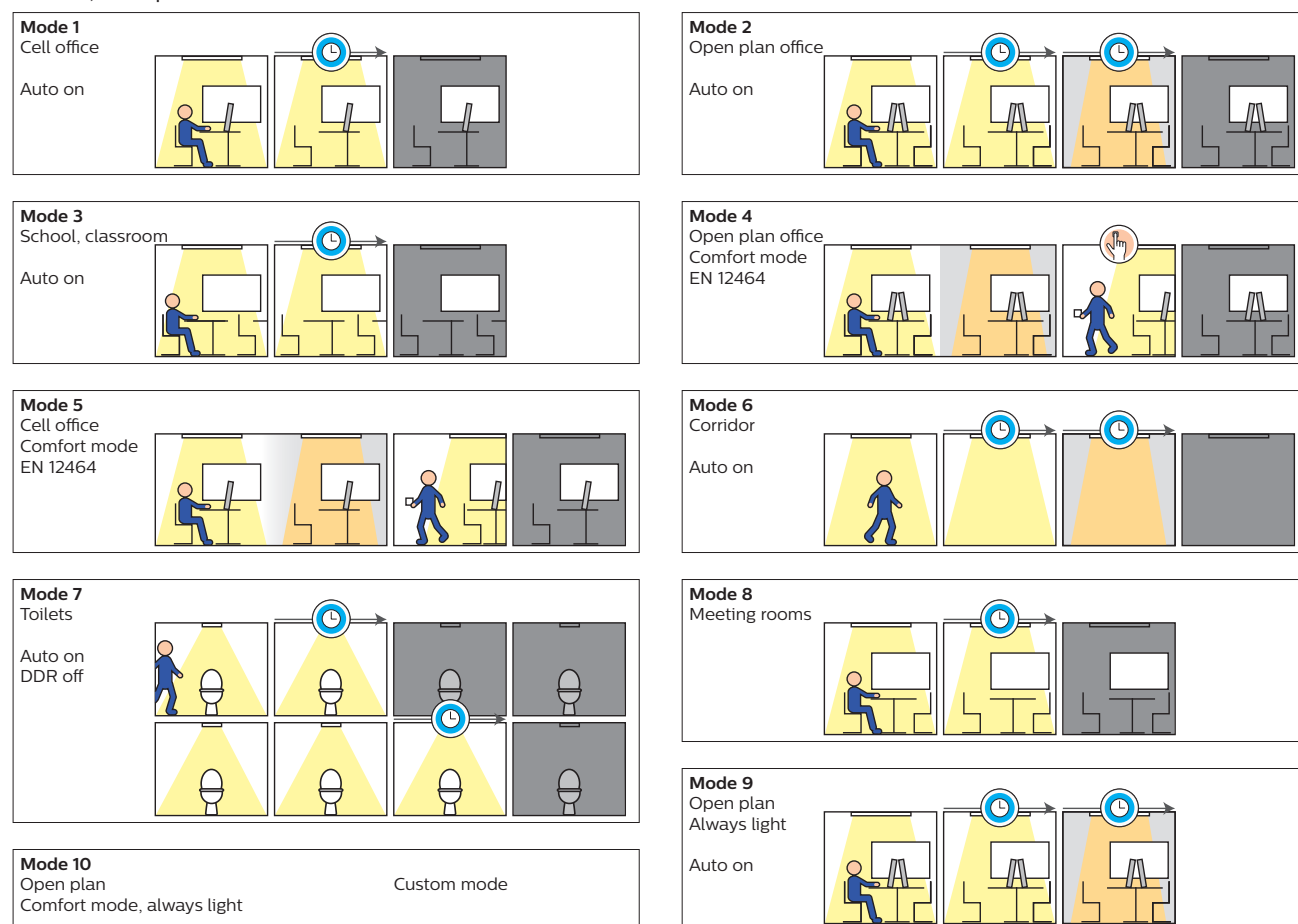 Mode 1
Cell office
Auto on
Mode 2
Open plan office
Auto on
Mode 3
School, classroom
Auto on
Mode 4
Open plan office
Comfort mode
EN 12464
Mode 5
Cell office
Comfort mode
EN 12464
Mode 6
Corridor
Auto on
Mode 7
Toilets
Auto on
DDR off
Mode 8
Meeting rooms
Mode 9
Open plan
Always light
Auto on
Mode 10
Open plan
Comfort mode, always light
Custom mode